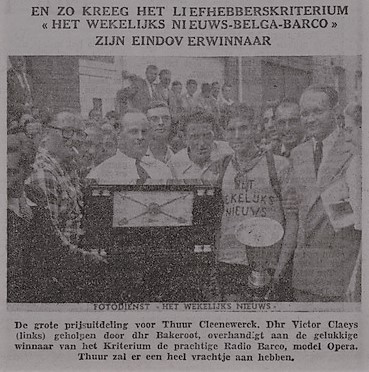 EN ZO KREEG HET LIEFHEBBERSKRITERIUM
« HET WEKELIJKS NIEUWS-BELGA-BARCO »
ZIJN EINDOVERWINNAAR
HET
WEKELIJKS
NIEUWS
FOTODIENST - HET WEKELIJKS NIEUWS -
De grote prijsuitdeling voor Thuur Cleenewerck. Dhr Victor Claeys
(links) geholpen door dhr Bakeroot, overhandigt aan de gelukkige
winnaar van het Kriterium de prachtige Radio Barco, model Opera.
Thuur zal er een heel vrachtje aan hebben.